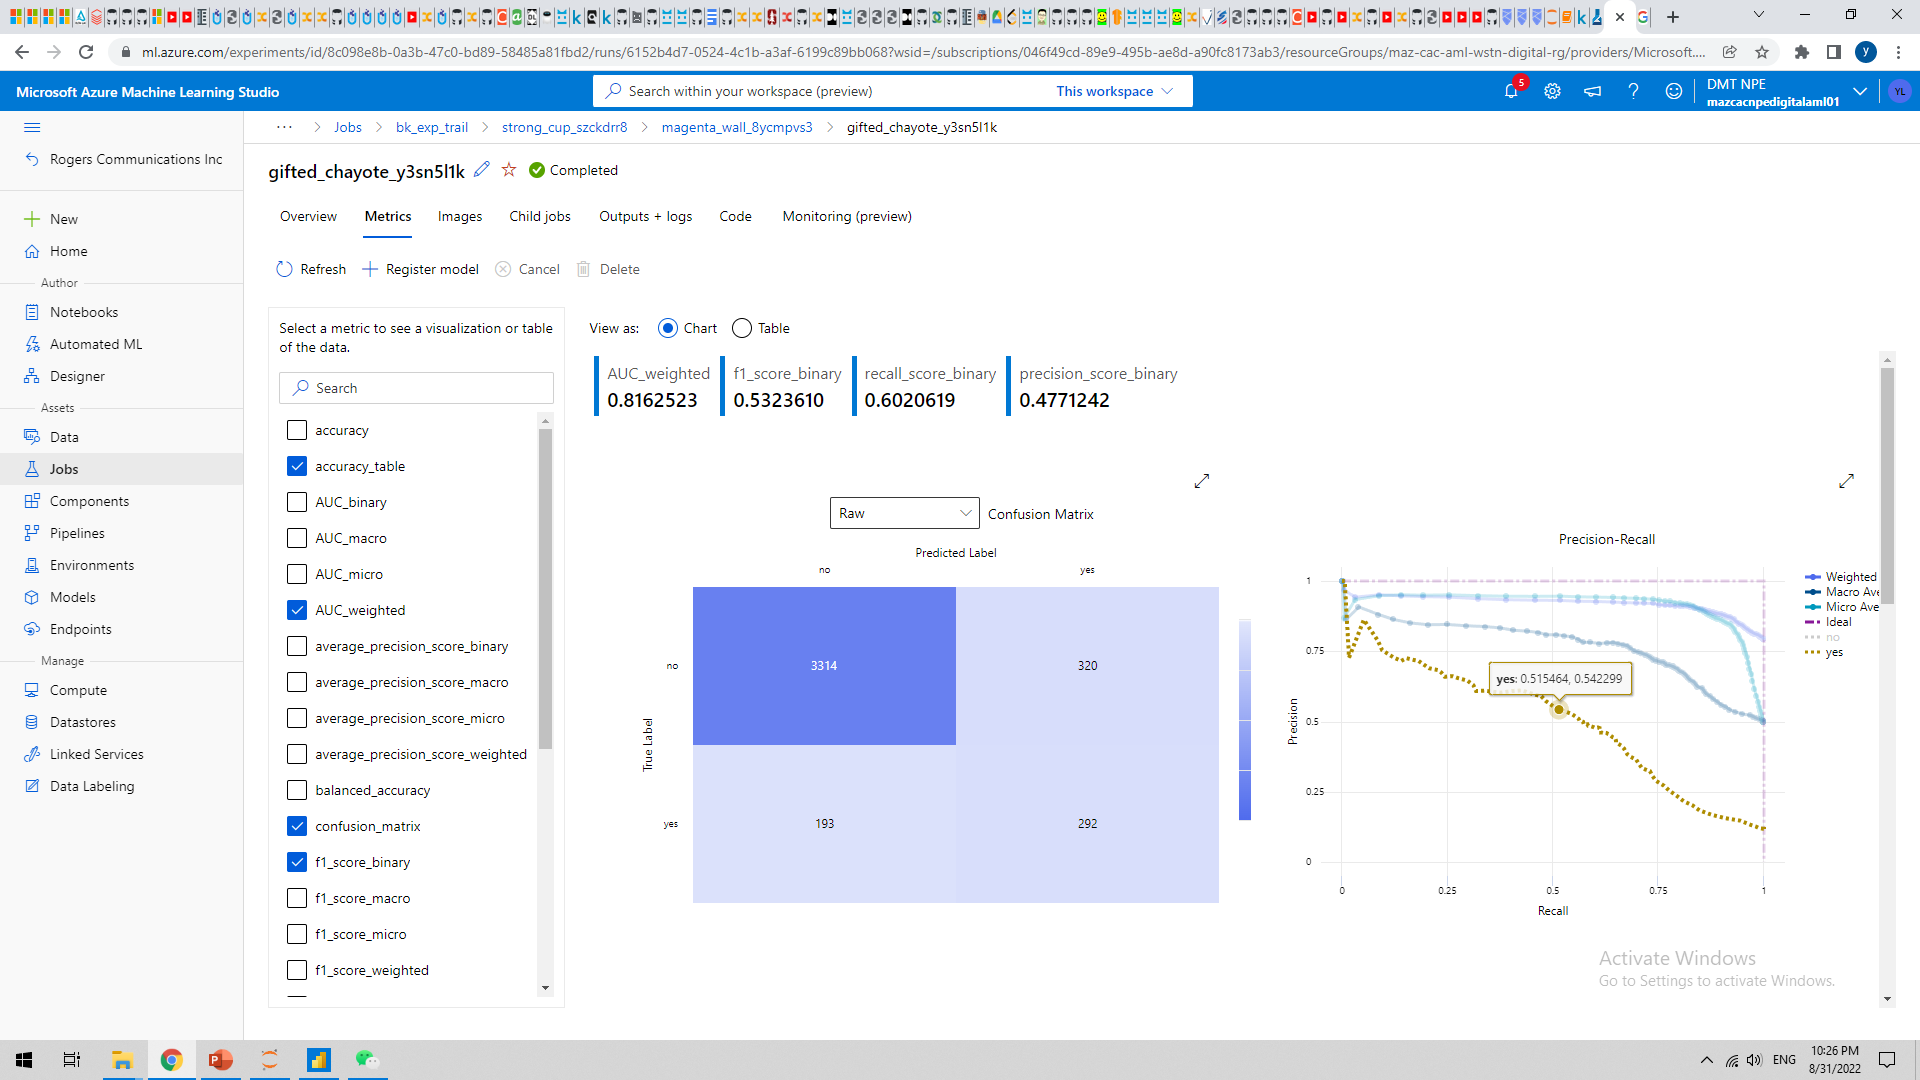 ml.azure.com/experiments/id/8c098e8b-0a3b-47c0-bd89-58485a81fbd2/runs/6152b4d7-0524-4c1b-a3af-6199c89bb068?wsid=/subscriptions/046f49cd-89e9-495b-ae8d-a90fc8173ab3/resourceGroups/maz-cac-aml-wstn-digital-rg/providers/Microsoft....
y
Microsoft Azure Machine Learning Studio
Search within your workspace (preview)
This workspace
5
DMT NPE
mazcacnpedigitalaml01
YL
Jobs
bk_exp_trail
strong_cup_szckdrr8
magenta_wall_8ycmpvs3
gifted_chayote_y3sn5l1k
Rogers Communications Inc
New
Home
Author
Notebooks
Automated ML
Designer
Assets
Data
Jobs
Components
Pipelines
Environments
Models
Endpoints
Manage
Compute
Datastores
Linked Services
Data Labeling
gifted_chayote_y3sn5l1k
Completed
Overview
Metrics
Images
Child jobs
Outputs + logs
Code
Monitoring (preview)
Refresh
Register model
Cancel
Delete
Select a metric to see a visualization or table
of the data.
Search
accuracy
accuracy_table
AUC_binary
AUC_macro
AUC_micro
AUC_weighted
average_precision_score_binary
average_precision_score_macro
average_precision_score_micro
average_precision_score_weighted
balanced_accuracy
confusion_matrix
f1_score_binary
f1_score_macro
f1_score_micro
f1_score_weighted
View as:
Chart
Table
AUC_weighted
0.8162523
f1_score_binary
0.5323610
recall_score_binary
0.6020619
precision_score_binary
0.4771242
Raw
Confusion Matrix
Predicted Label
no
yes
True Label
no
3314
320
yes
193
292
Precision-Recall
Precision
1
0.75
0.5
0.25
0
0
0.25
0.5
0.75
1
Recall
yes: 0.515464, 0.542299
Weighted
Macro Ave
Micro Ave
Ideal
no
yes
Activate Windows
Go to Settings to activate Windows.
ENG
10:26 PM
8/31/2022